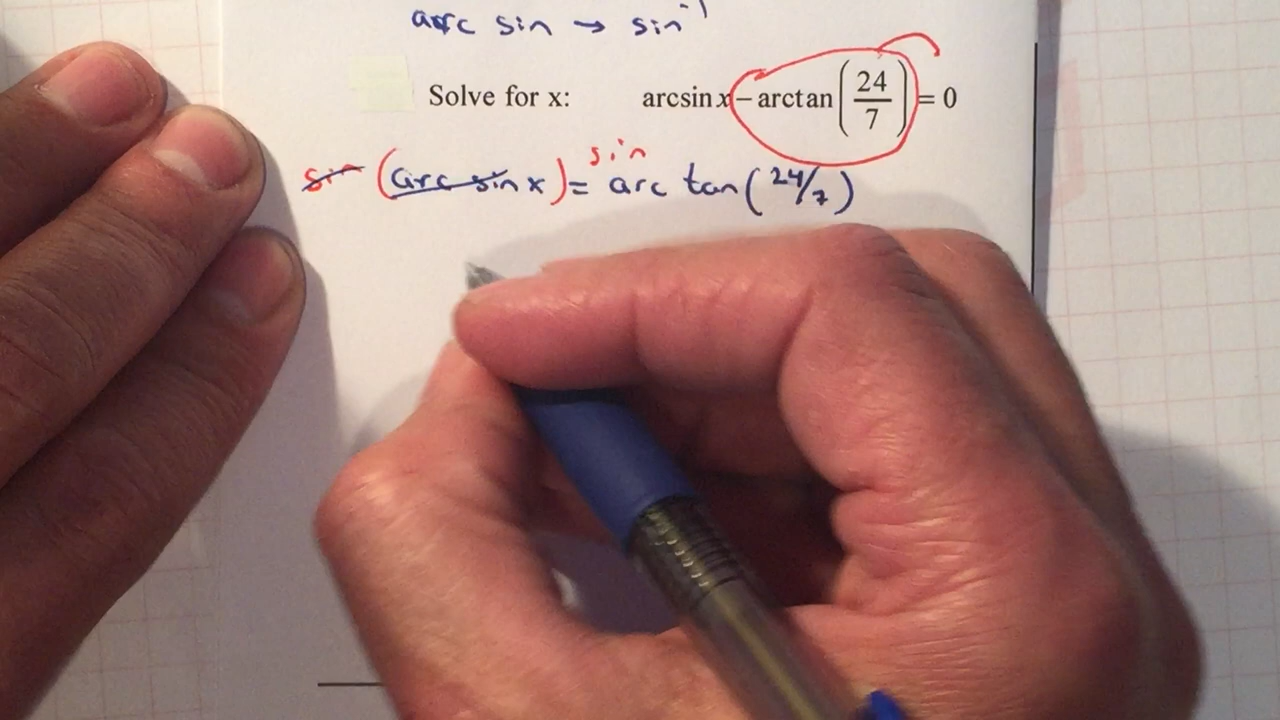 arc sin → sin⁻¹
Solve for x: arcsin x − arctan (24/7) = 0
sin (arc sin x) = sin arc tan (24/7)